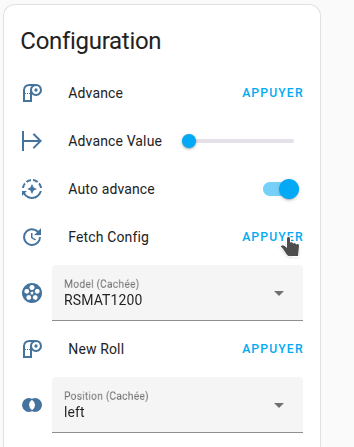 Configuration
Advance APPUYER
Advance Value
Auto advance
Fetch Config APPUYER
Model (Cachée)
RSMAT1200
New Roll APPUYER
Position (Cachée)
left